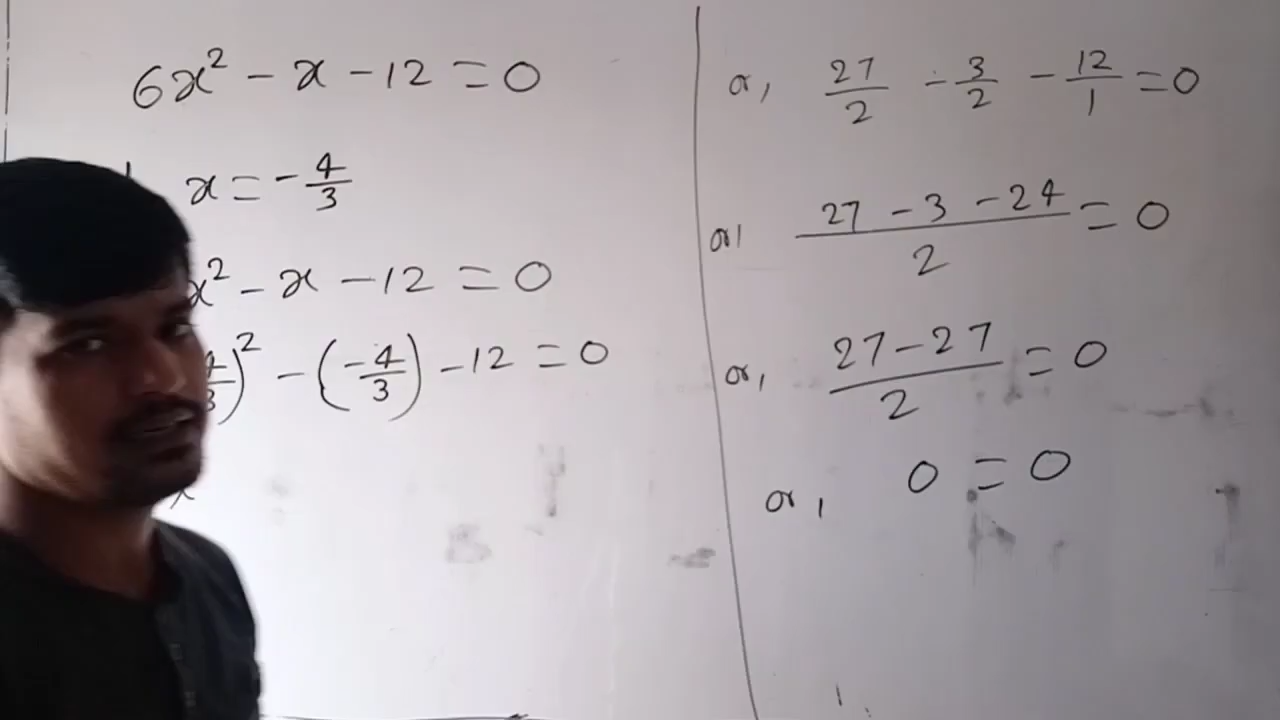 6x² - x - 12 = 0
x = -4/3
x² - x - 12 = 0
)² - (-4/3) - 12 = 0
or, 27/2 - 3/2 - 12/1 = 0
or, (27 - 3 - 24)/2 = 0
or, (27 - 27)/2 = 0
or, 0 = 0